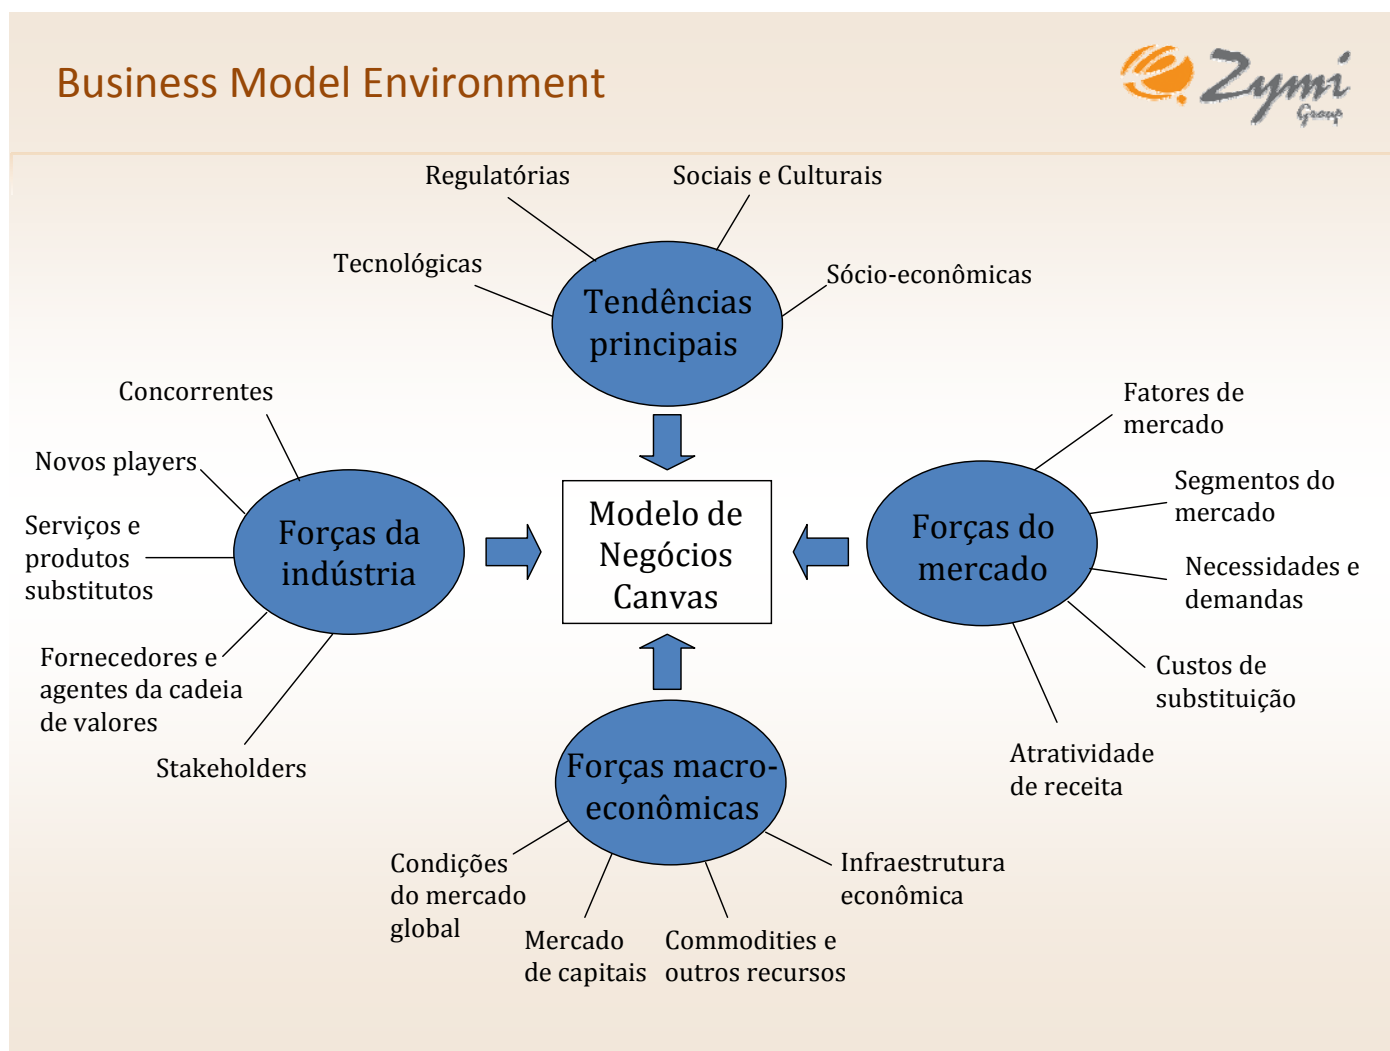 Business Model Environment
Zymi
Group
Regulatórias
Sociais e Culturais
Tecnológicas
Sócio-econômicas
Tendências
principais
Concorrentes
Novos players
Serviços e
produtos
substitutos
Fornecedores e
agentes da cadeia
de valores
Stakeholders
Forças da
indústria
Modelo de
Negócios
Canvas
Forças do
mercado
Fatores de
mercado
Segmentos do
mercado
Necessidades e
demandas
Custos de
substituição
Atratividade
de receita
Forças macro-
econômicas
Condições
do mercado
global
Mercado
de capitais
Commodities e
outros recursos
Infraestrutura
econômica